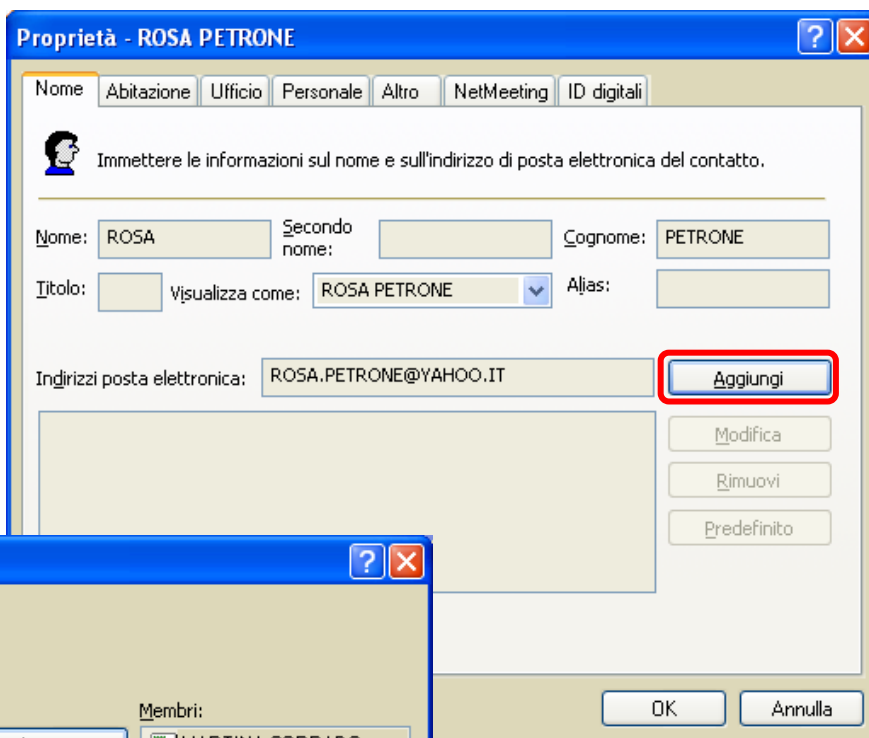 Proprietà - ROSA PETRONE
Nome Abitazione Ufficio Personale Altro NetMeeting ID digitali
Immettere le informazioni sul nome e sull'indirizzo di posta elettronica del contatto.
Nome: ROSA Secondo nome: Cognome: PETRONE
Titolo: Visualizza come: ROSA PETRONE Alias:
Indirizzi posta elettronica: ROSA.PETRONE@YAHOO.IT Aggiungi
Modifica
Rimuovi
Predefinito
OK Annulla
Membri: